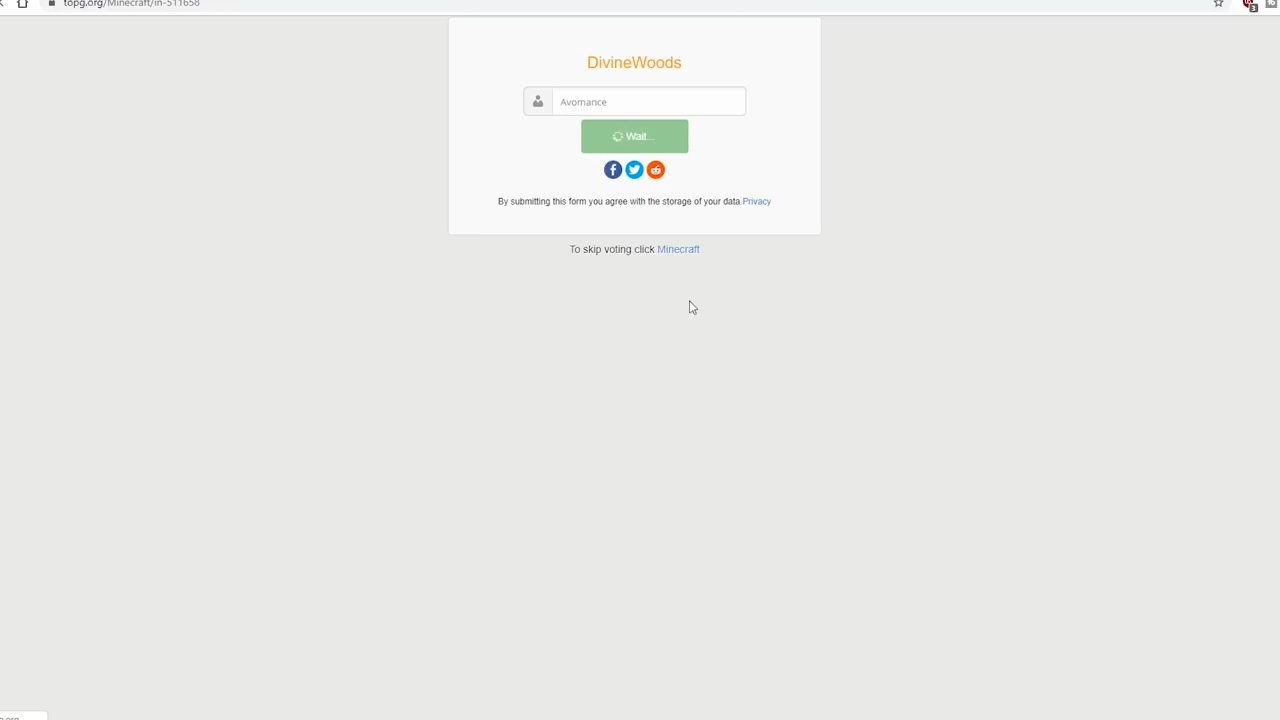 topg.org/Minecraft/in-511658
3
DivineWoods
Avomance
Wait...
By submitting this form you agree with the storage of your data.Privacy
To skip voting click Minecraft